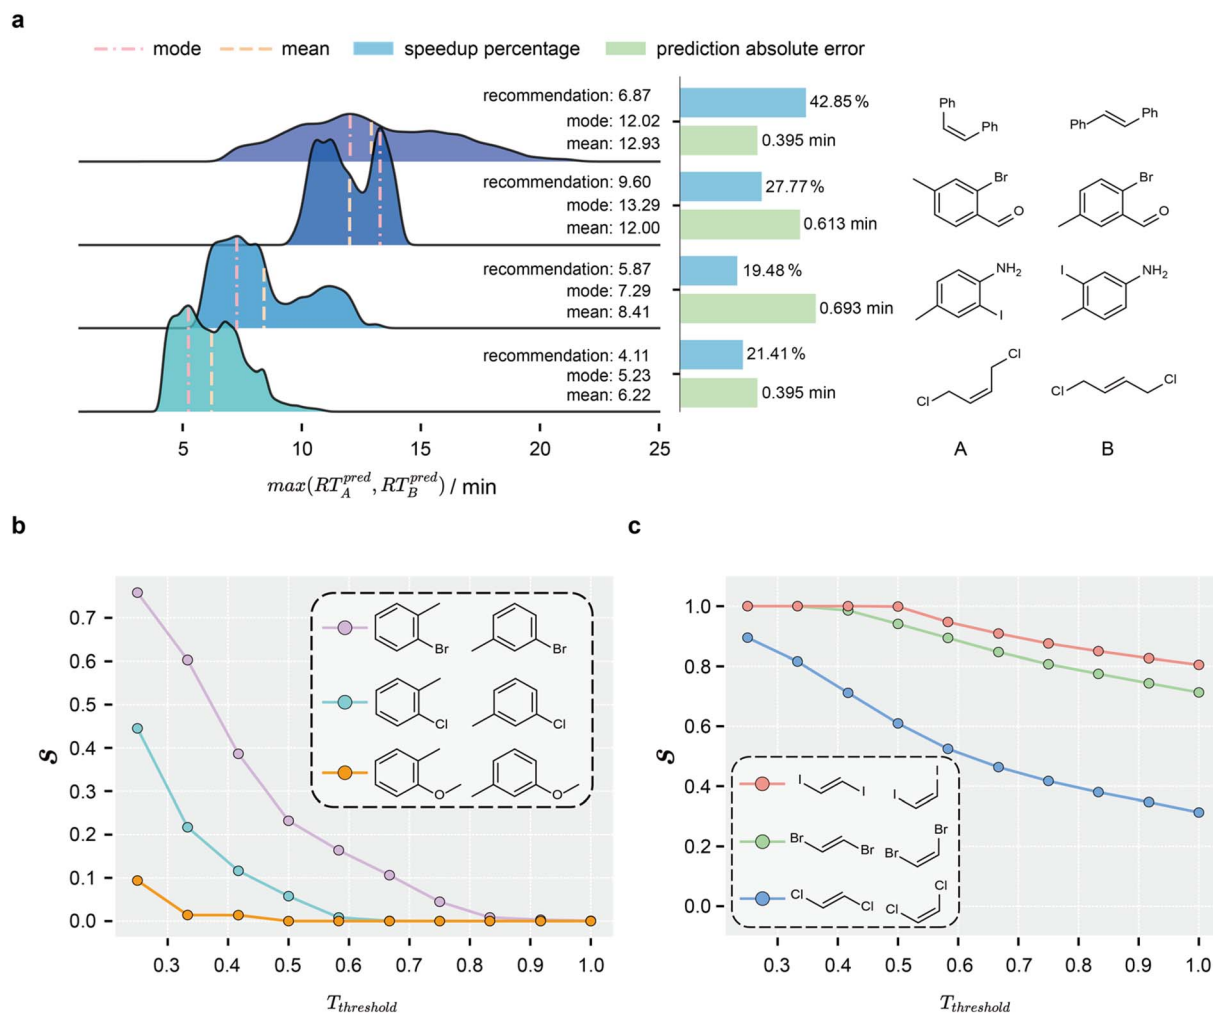 a
mode mean speedup percentage prediction absolute error
recommendation: 6.87
mode: 12.02
mean: 12.93
42.85 %
0.395 min
Ph
Ph
Ph
Ph
recommendation: 9.60
mode: 13.29
mean: 12.00
27.77 %
0.613 min
Br
O
Br
O
recommendation: 5.87
mode: 7.29
mean: 8.41
19.48 %
0.693 min
NH₂
I
I
NH₂
recommendation: 4.11
mode: 5.23
mean: 6.22
21.41 %
0.395 min
Cl
Cl
Cl
Cl
5 10 15 20 25
A B
max(RT_A^pred, RT_B^pred) / min
b
0.7
0.6
0.5
0.4
0.3
0.2
0.1
0.0
S
Br
Br
Cl
Cl
O
O
0.3 0.4 0.5 0.6 0.7 0.8 0.9 1.0
T_threshold
c
1.0
0.8
0.6
0.4
0.2
0.0
S
I
I
I
I
Br
Br
Br
Br
Cl
Cl
Cl
Cl
0.3 0.4 0.5 0.6 0.7 0.8 0.9 1.0
T_threshold